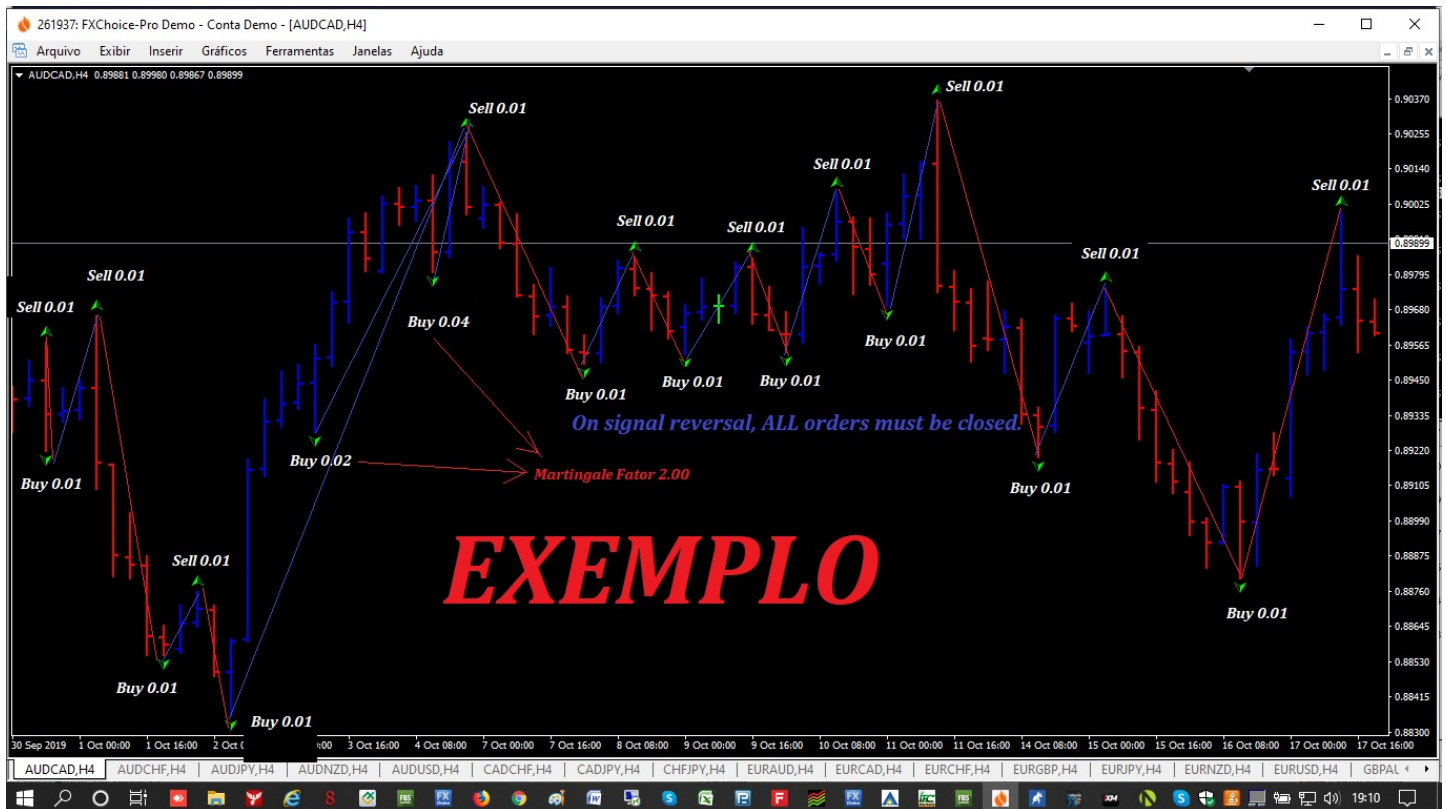 261937: FXChoice-Pro Demo - Conta Demo - [AUDCAD,H4]
Arquivo Exibir Inserir Gráficos Ferramentas Janelas Ajuda
AUDCAD,H4 0.89881 0.89980 0.89867 0.89899
Sell 0.01
Sell 0.01
0.90370
0.90255
Sell 0.01
0.90140
Sell 0.01
0.90025
Sell 0.01
Sell 0.01
0.89899
Sell 0.01
Sell 0.01
0.89795
Sell 0.01
0.89680
Buy 0.04
Buy 0.01
0.89565
Buy 0.01
Buy 0.01
Buy 0.01
0.89450
On signal reversal, ALL orders must be closed.
0.89335
0.89220
Buy 0.02
Martingale Fator 2.00
Buy 0.01
Buy 0.01
0.89105
0.88990
EXEMPLO
Sell 0.01
0.88875
0.88760
Buy 0.01
0.88645
0.88530
Buy 0.01
0.88415
Buy 0.01
0.88300
30 Sep 2019 1 Oct 00:00 1 Oct 16:00 2 Oct 3 Oct 16:00 4 Oct 08:00 7 Oct 00:00 7 Oct 16:00 8 Oct 08:00 9 Oct 00:00 9 Oct 16:00 10 Oct 08:00 11 Oct 00:00 11 Oct 16:00 14 Oct 08:00 15 Oct 00:00 15 Oct 16:00 16 Oct 08:00 17 Oct 00:00 17 Oct 16:00
AUDCAD,H4 AUDCHF,H4 AUDJPY,H4 AUDNZD,H4 AUDUSD,H4 CADCHF,H4 CADJPY,H4 CHFJPY,H4 EURAUD,H4 EURCAD,H4 EURCHF,H4 EURGBP,H4 EURJPY,H4 EURNZD,H4 EURUSD,H4 GBPAU
FBS FX Choice FX Choice FBS XM 19:10